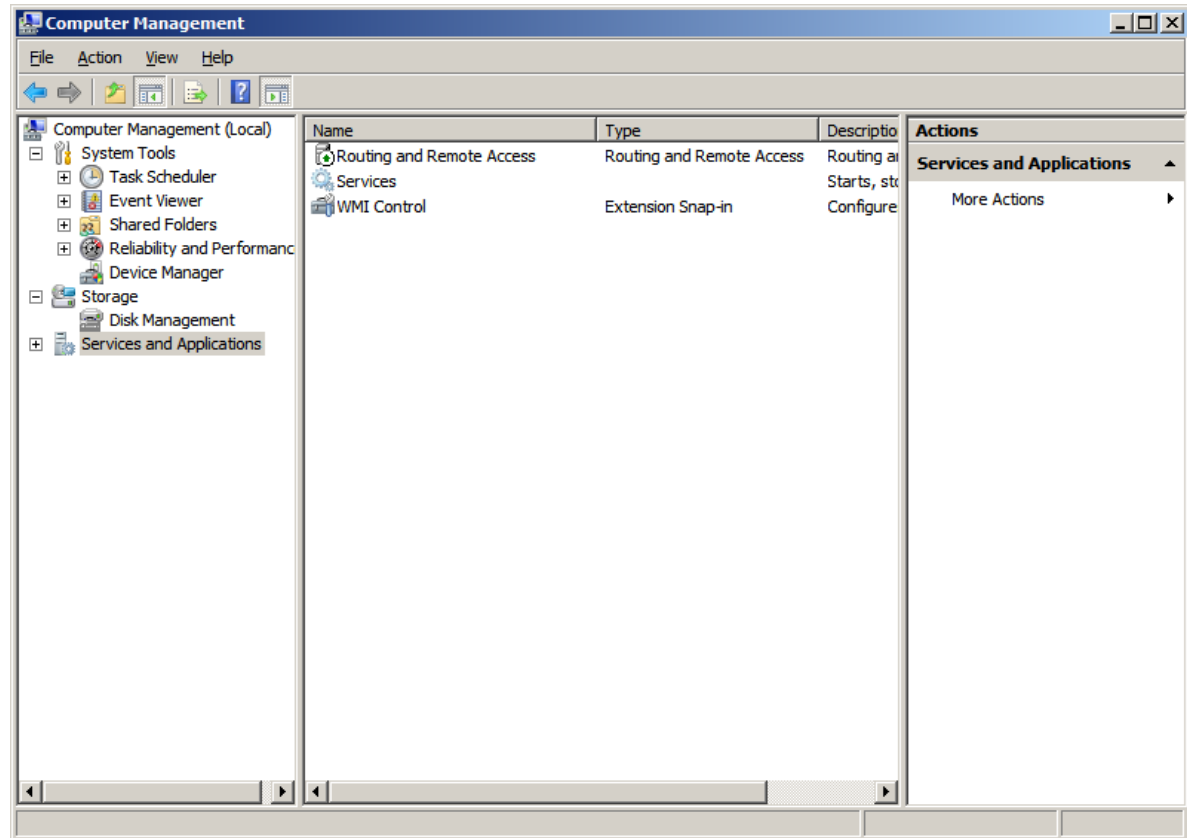 Computer Management
File Action View Help
Computer Management (Local)
System Tools
Task Scheduler
Event Viewer
Shared Folders
Reliability and Performanc
Device Manager
Storage
Disk Management
Services and Applications
Name Type Descriptio
Routing and Remote Access Routing and Remote Access Routing ar
Services Starts, sto
WMI Control Extension Snap-in Configure
Actions
Services and Applications
More Actions